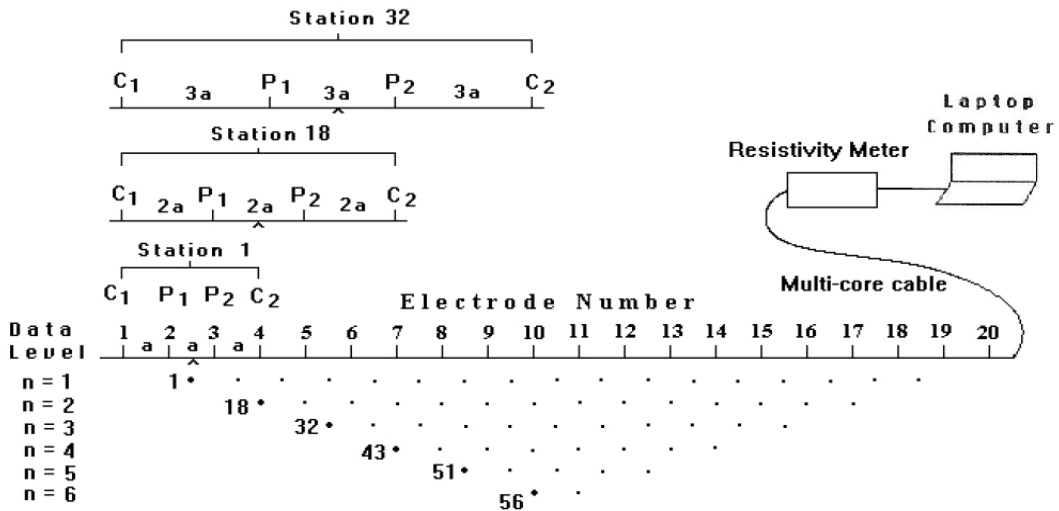 Station 32
C1 P1 P2 C2
3a 3a 3a
Station 18
C1 P1 P2 C2
2a 2a 2a
Station 1
C1 P1 P2 C2
Laptop
Computer
Resistivity Meter
Multi-core cable
Electrode Number
Data
Level
1 2 3 4 5 6 7 8 9 10 11 12 13 14 15 16 17 18 19 20
a a a
n = 1 1
n = 2 18
n = 3 32
n = 4 43
n = 5 51
n = 6 56